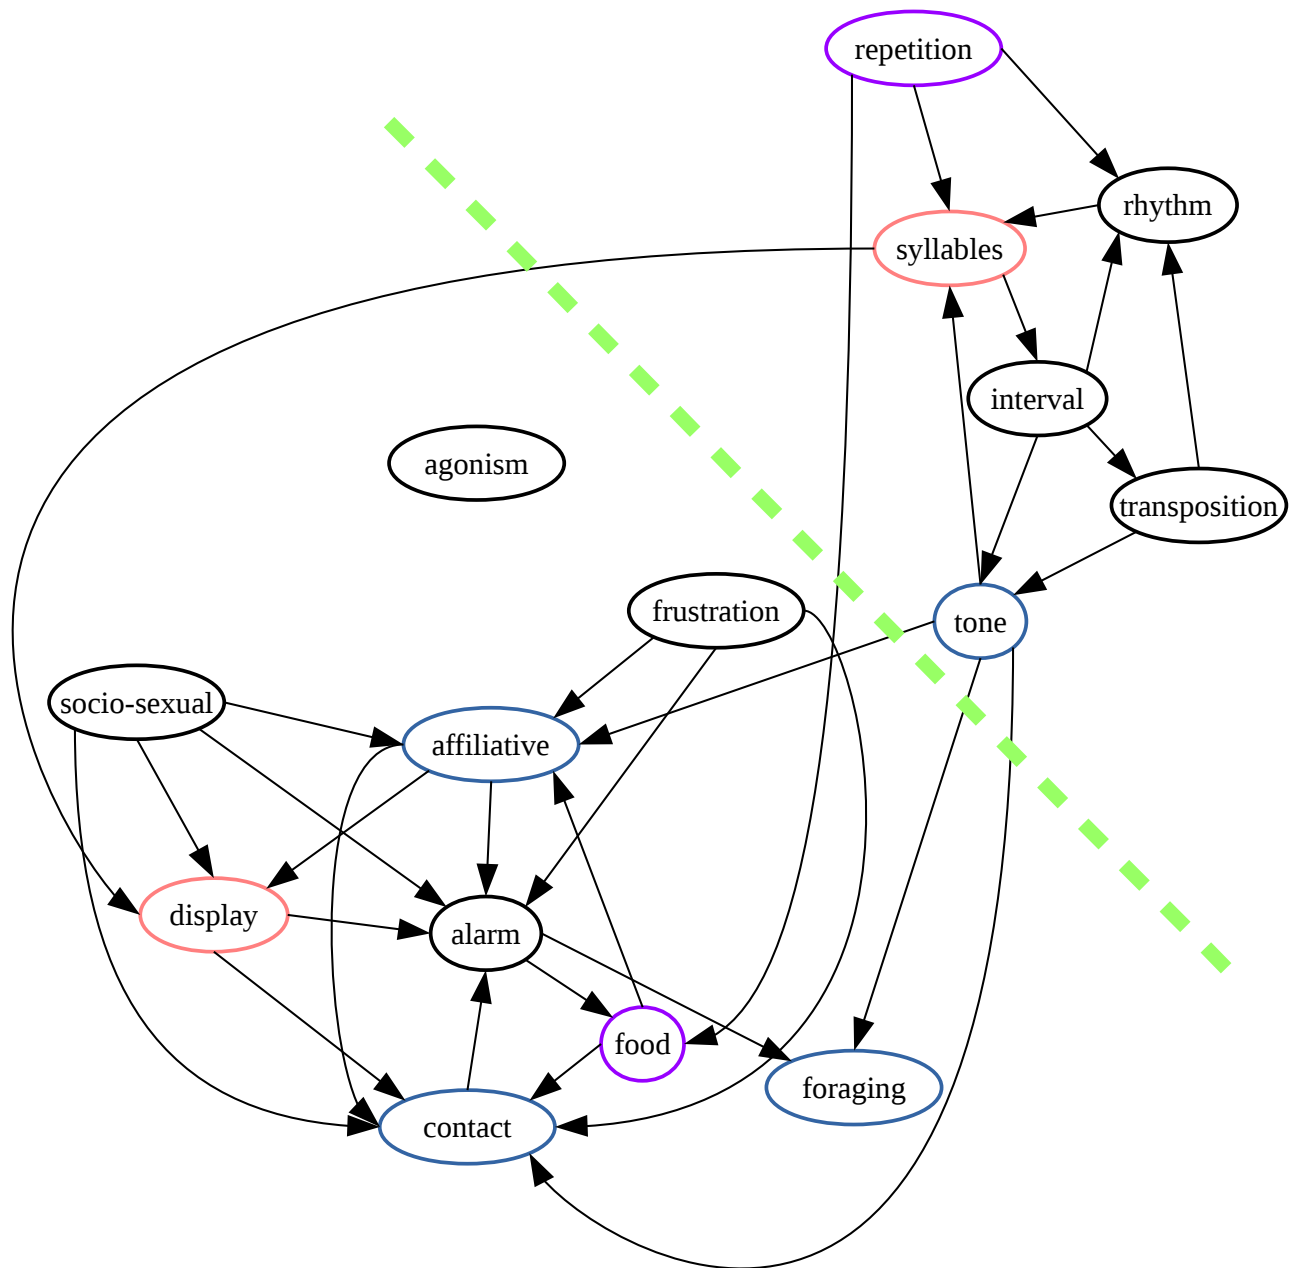 repetition
rhythm
syllables
interval
agonism
transposition
frustration
tone
socio-sexual
affiliative
display
alarm
food
foraging
contact